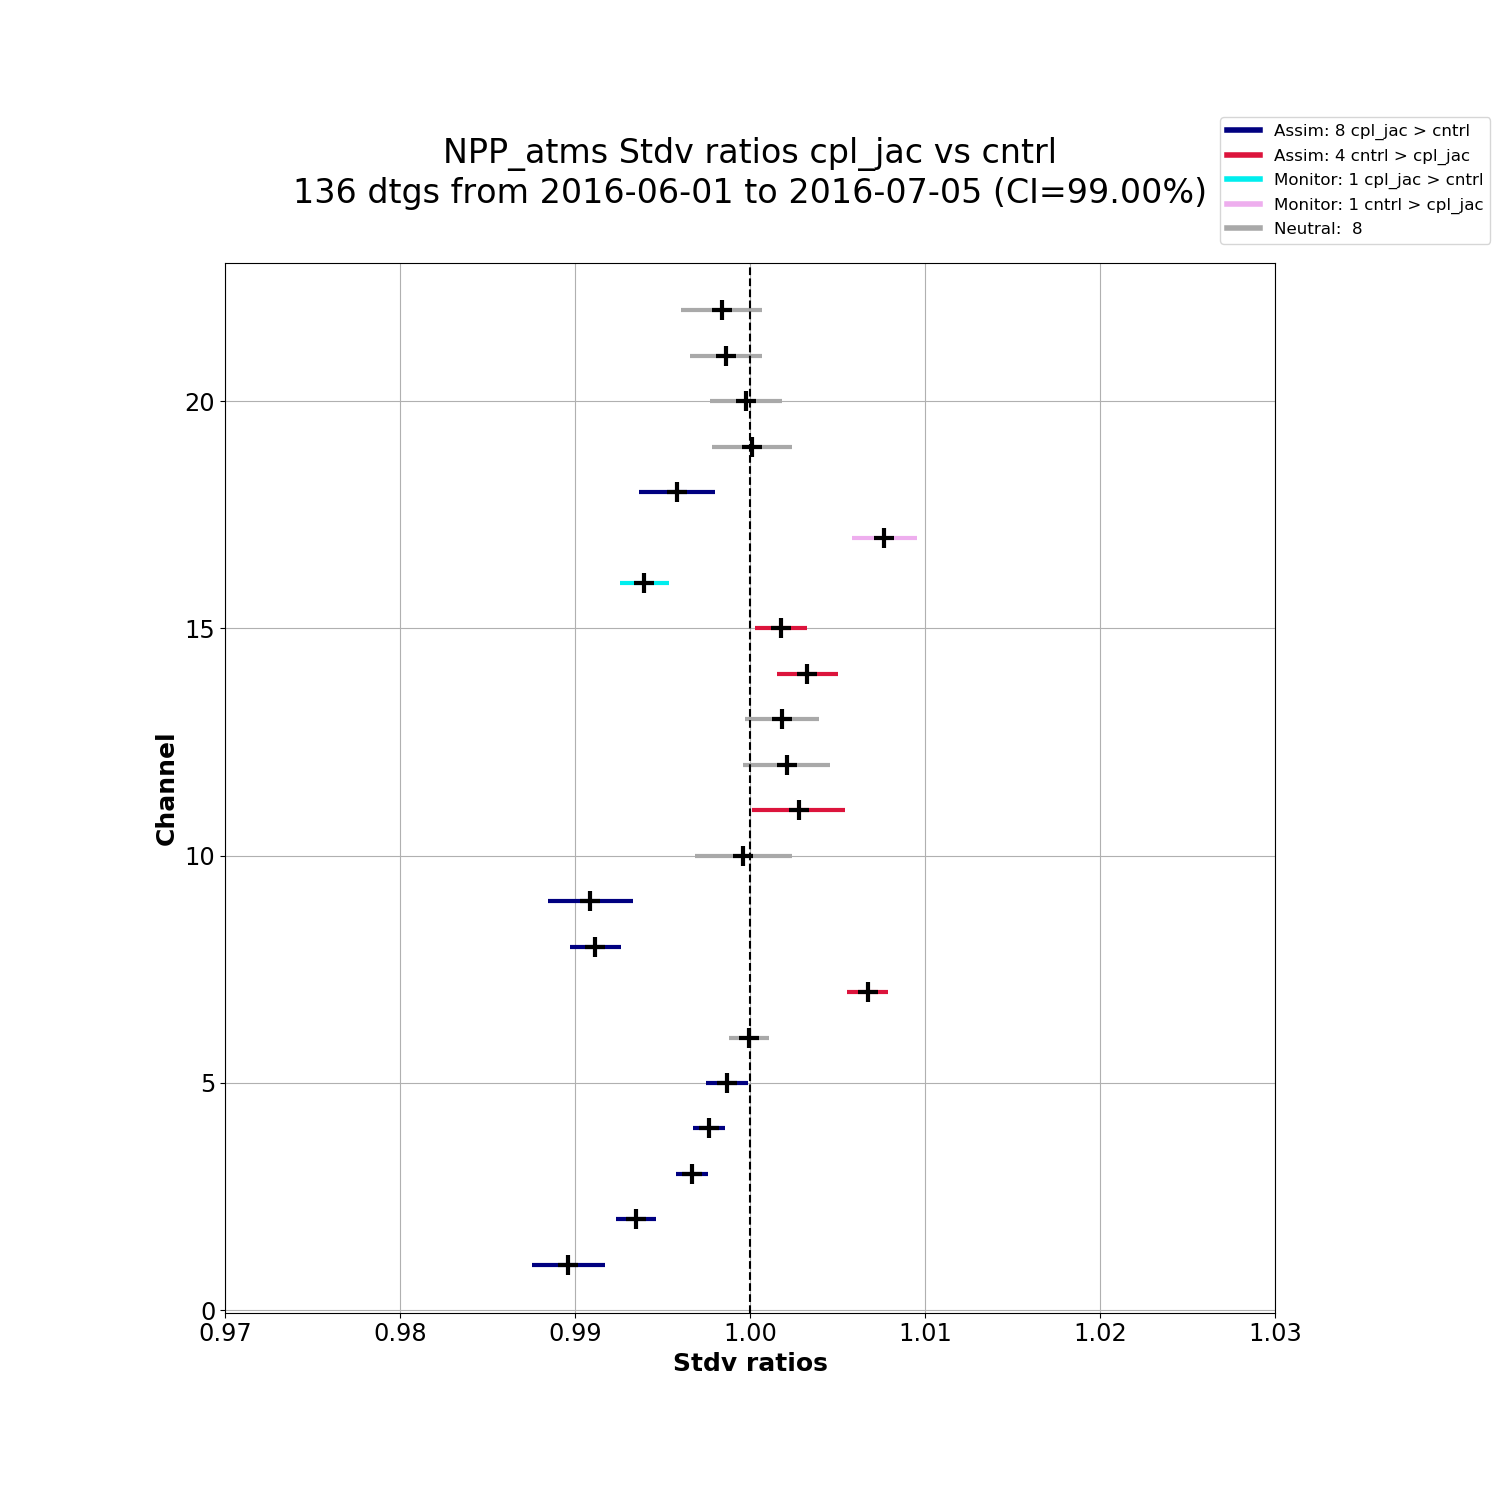 NPP_atms Stdv ratios cpl_jac vs cntrl
136 dtgs from 2016-06-01 to 2016-07-05 (CI=99.00%)
Assim: 8 cpl_jac > cntrl
Assim: 4 cntrl > cpl_jac
Monitor: 1 cpl_jac > cntrl
Monitor: 1 cntrl > cpl_jac
Neutral:  8
20
15
10
5
0
Channel
0.97 0.98 0.99 1.00 1.01 1.02 1.03
Stdv ratios